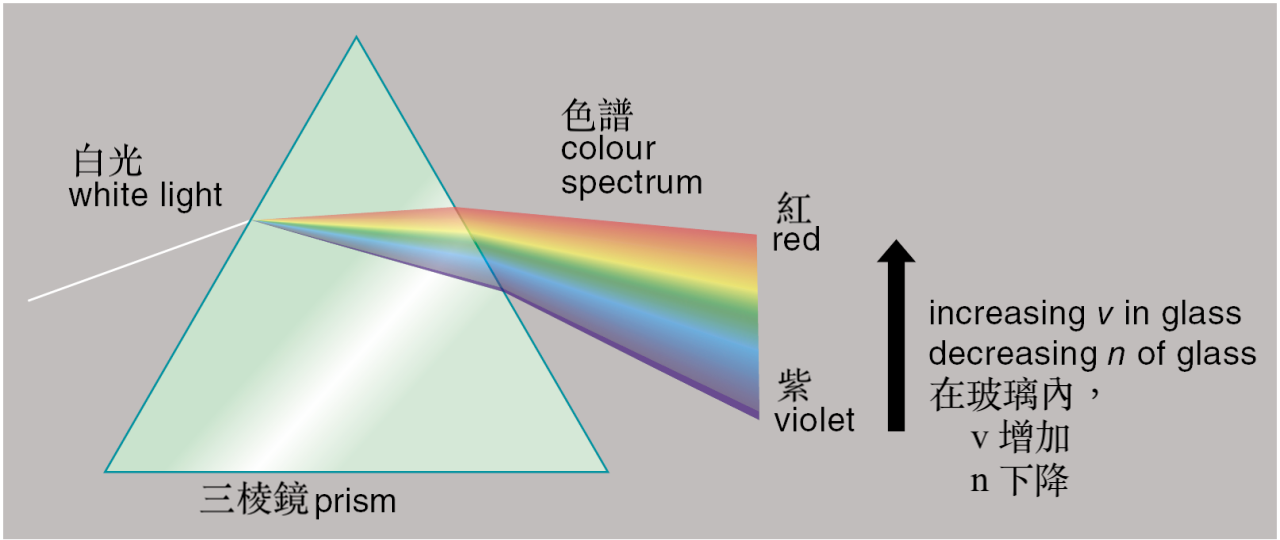 白光
white light
色譜
colour
spectrum
紅
red
紫
violet
increasing v in glass
decreasing n of glass
在玻璃內，
v 增加
n 下降
三棱鏡 prism